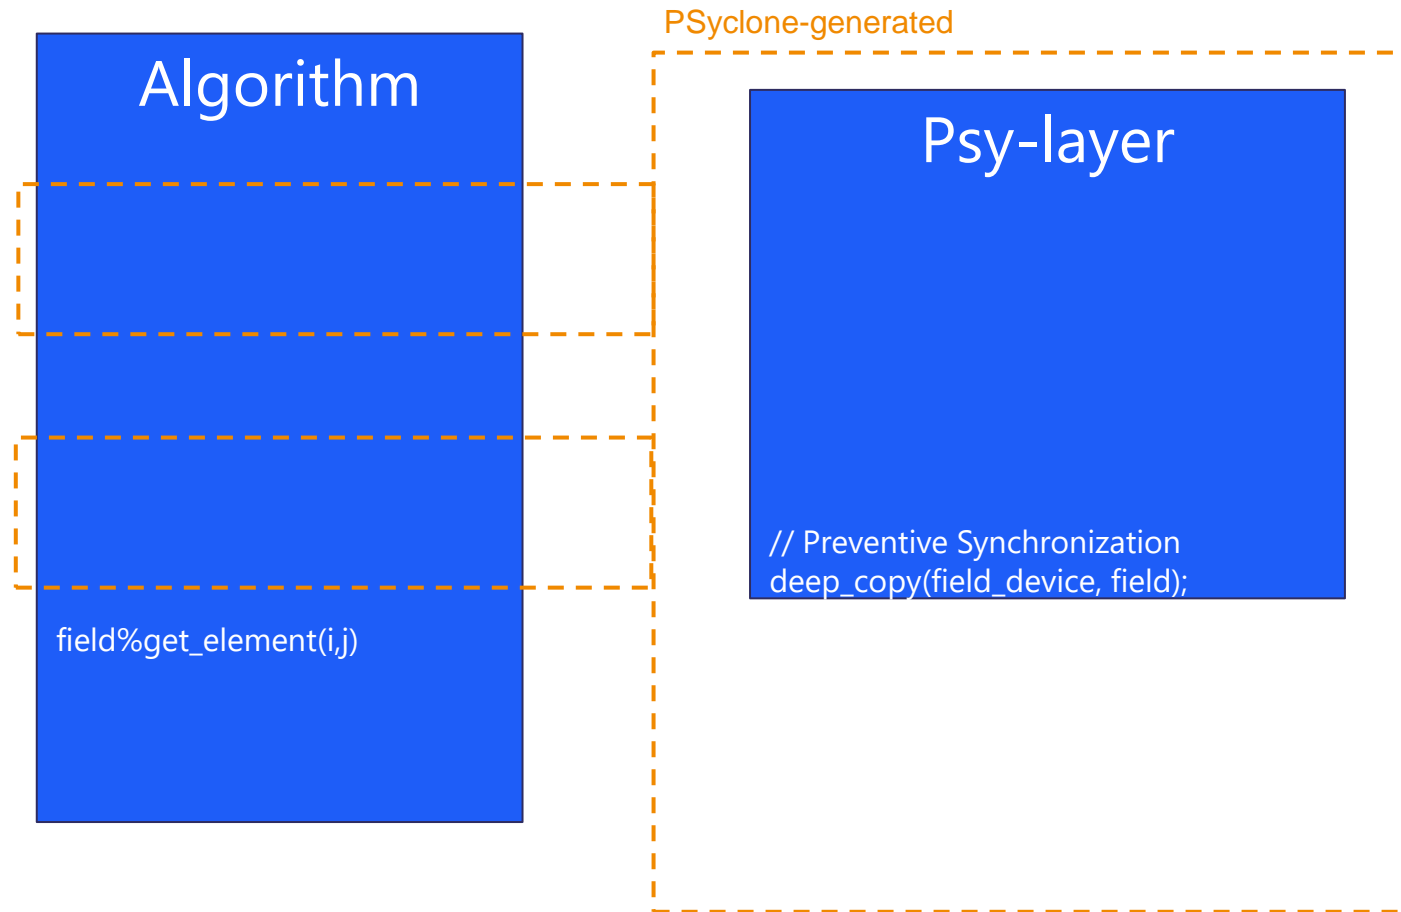 PSyclone-generated
Algorithm
Psy-layer
// Preventive Synchronization
deep_copy(field_device, field);
field%get_element(i,j)